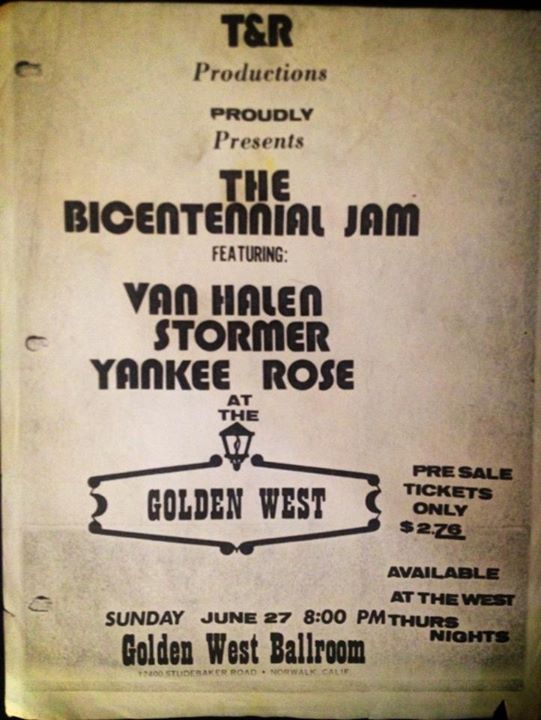 T&R
Productions
PROUDLY
Presents
THE
BICENTENNIAL JAM
FEATURING:
VAN HALEN
STORMER
YANKEE ROSE
AT
THE
GOLDEN WEST
PRE SALE
TICKETS
ONLY
$2.76
AVAILABLE
AT THE WEST
THURS
NIGHTS
SUNDAY JUNE 27 8:00 PM
Golden West Ballroom
12400 STUDEBAKER ROAD • NORWALK, CALIF.